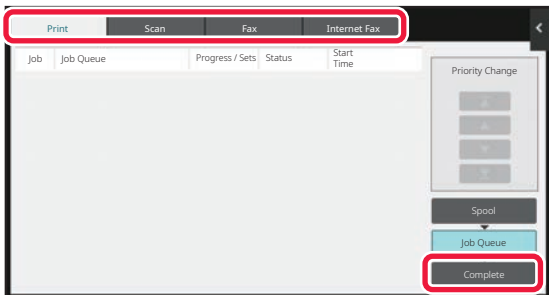 Print Scan Fax Internet Fax
Job Job Queue Progress / Sets Status Start
Time
Priority Change
Spool
Job Queue
Complete